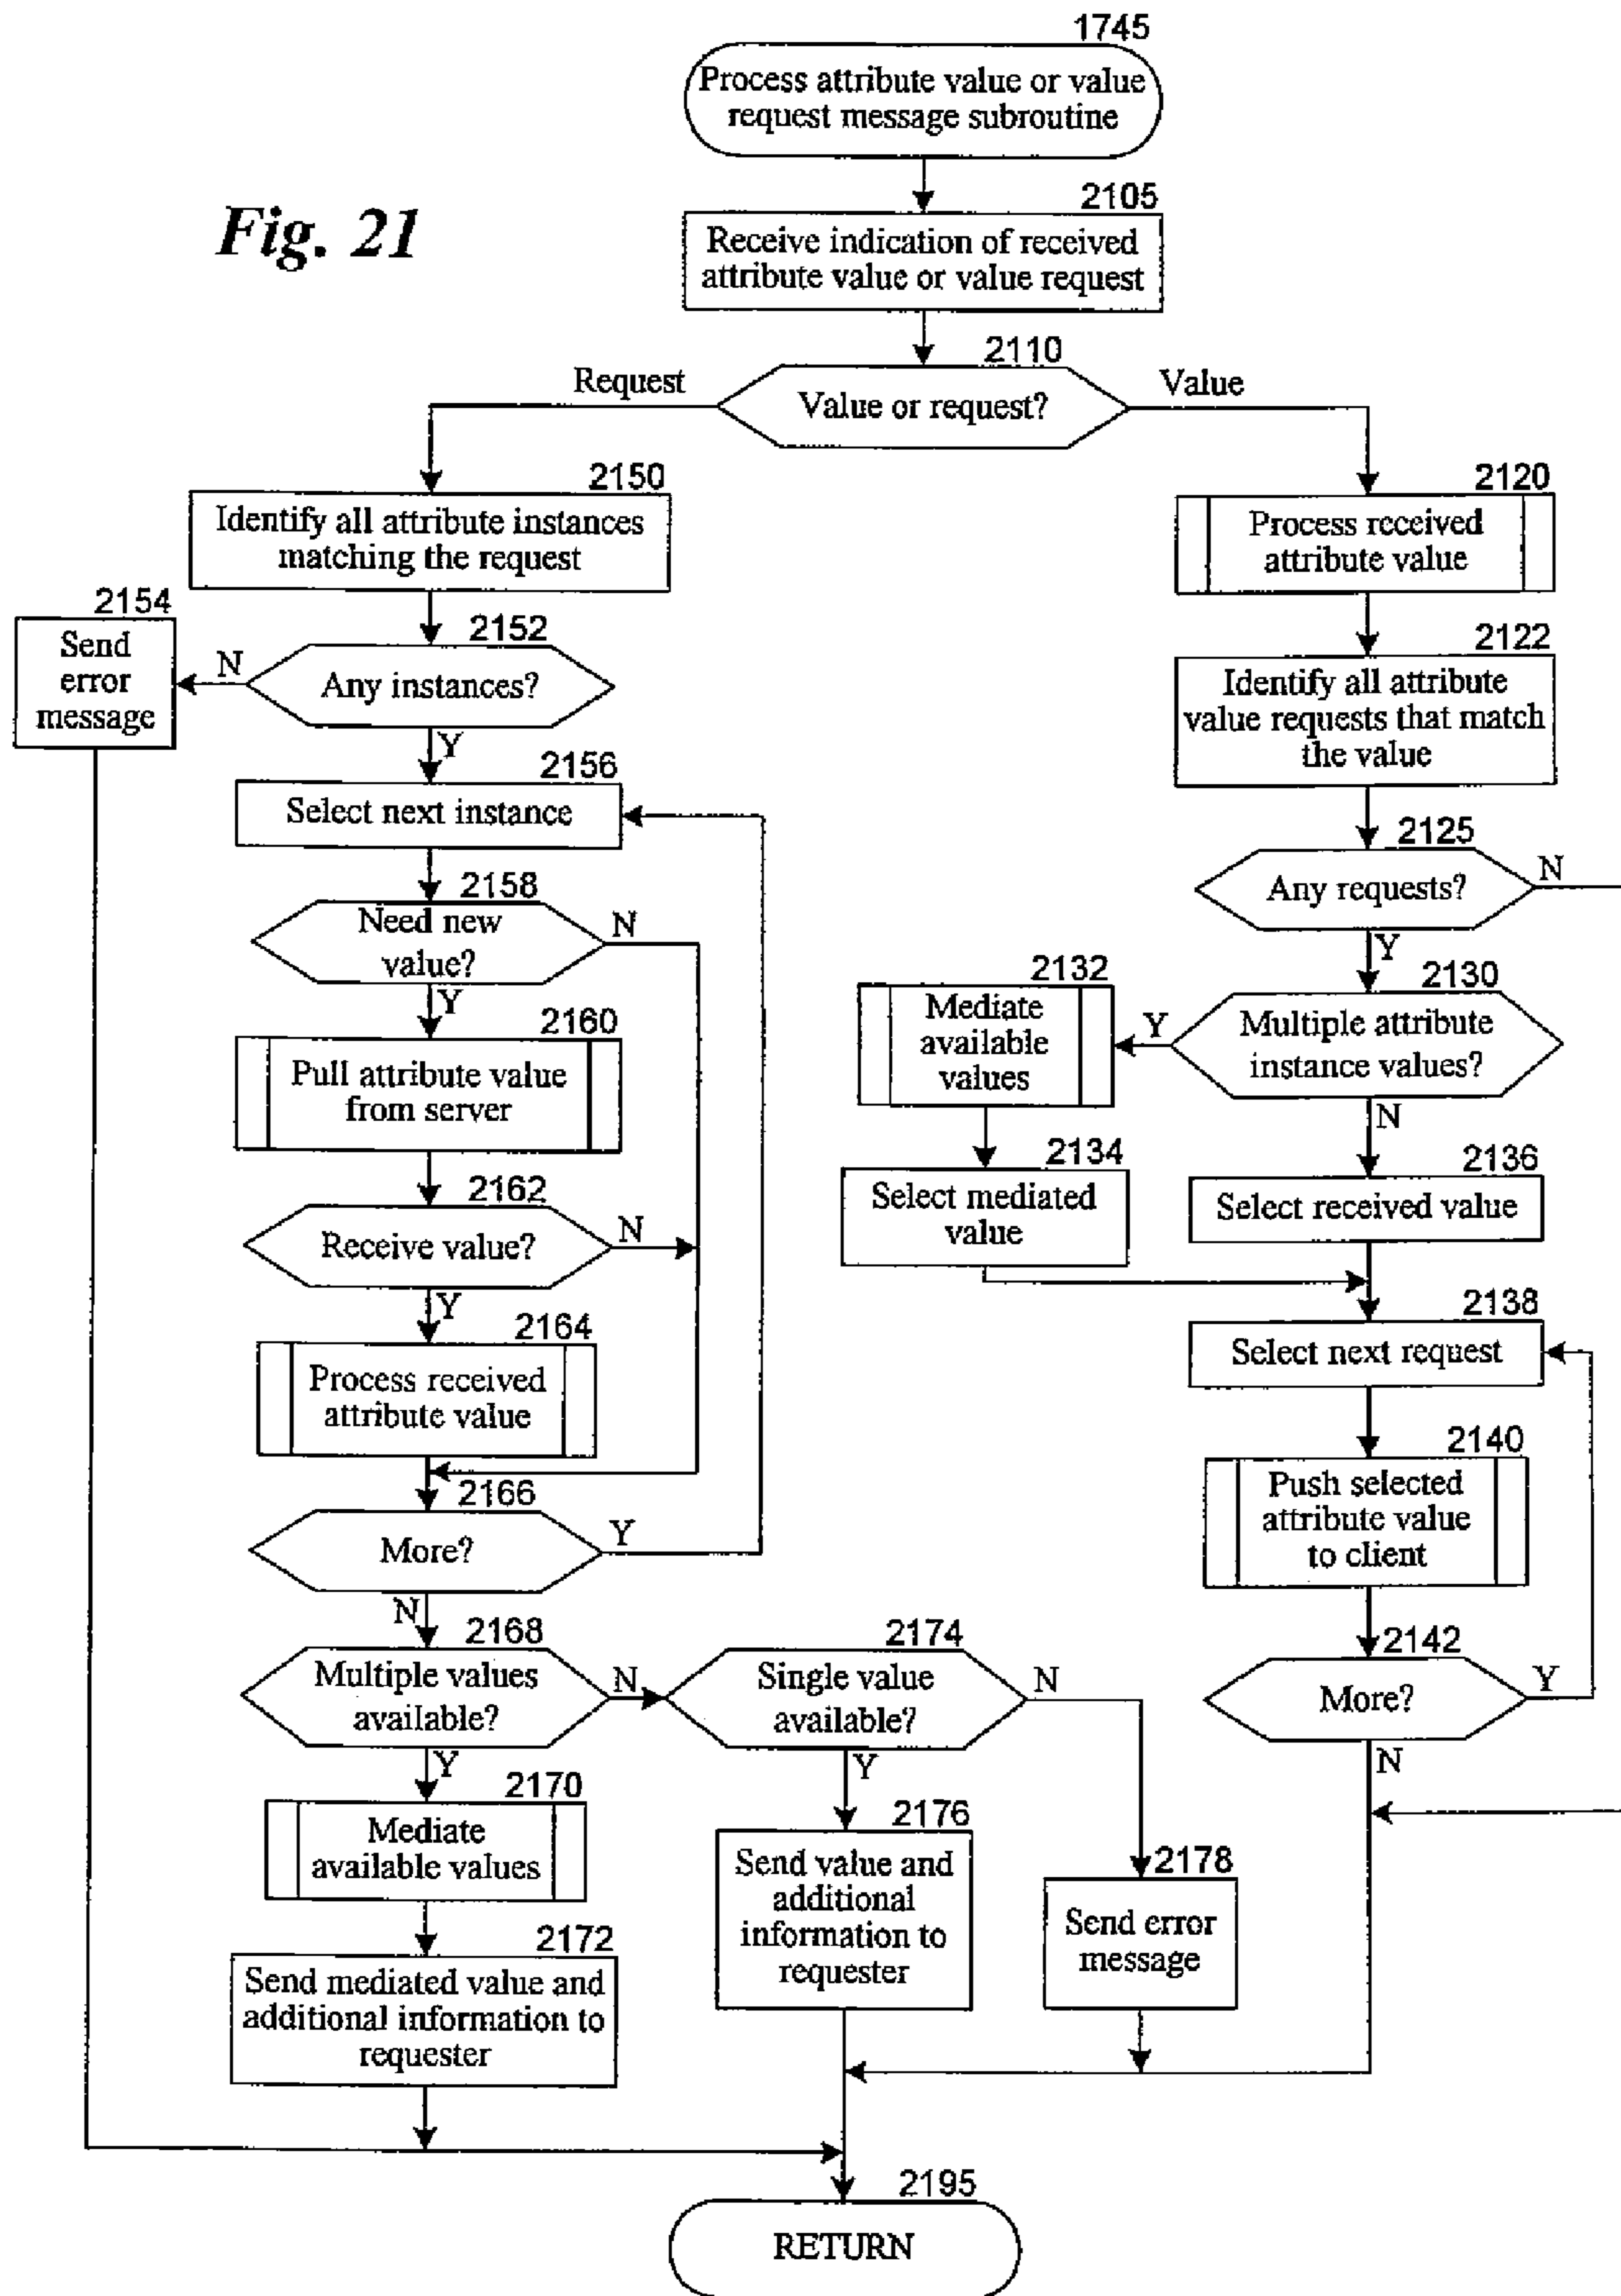 1745
Process attribute value or value
request message subroutine
Fig. 21
2105
Receive indication of received
attribute value or value request
2110
Value or request?
Request
Value
2150
Identify all attribute instances
matching the request
2152
Any instances?
N
Y
2154
Send
error
message
2156
Select next instance
2158
Need new
value?
N
Y
2160
Pull attribute value
from server
2162
Receive value?
N
Y
2164
Process received
attribute value
2166
More?
Y
N
2168
Multiple values
available?
N
Y
2170
Mediate
available values
2172
Send mediated value and
additional information to
requester
2174
Single value
available?
N
Y
2176
Send value and
additional
information to
requester
2178
Send error
message
2120
Process received
attribute value
2122
Identify all attribute
value requests that match
the value
2125
Any requests?
N
Y
2130
Multiple attribute
instance values?
Y
N
2132
Mediate
available
values
2134
Select mediated
value
2136
Select received value
2138
Select next request
2140
Push selected
attribute value
to client
2142
More?
Y
N
2195
RETURN